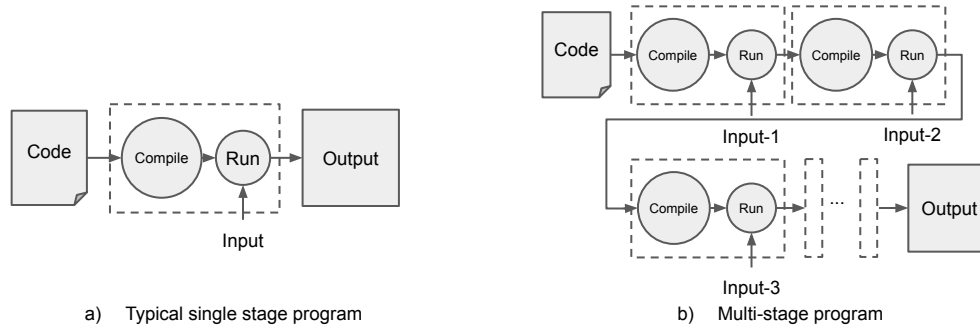 Code
Compile
Run
Output
Input
a) Typical single stage program
Code
Compile
Run
Compile
Run
Input-1
Input-2
Compile
Run
...
Output
Input-3
b) Multi-stage program